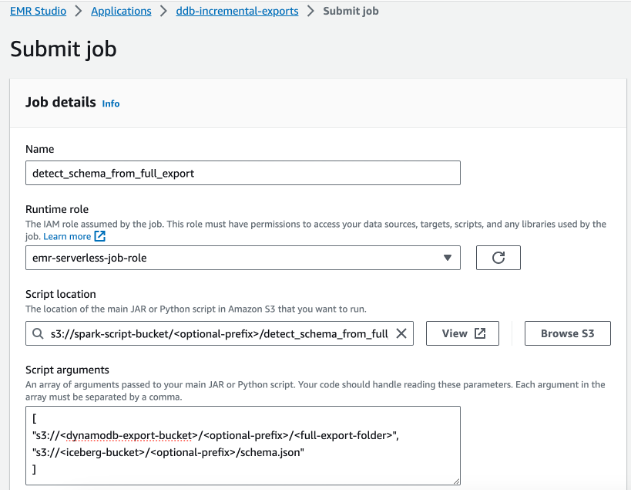 EMR Studio > Applications > ddb-incremental-exports > Submit job
Submit job
Job details Info
Name
detect_schema_from_full_export
Runtime role
The IAM role assumed by the job. This role must have permissions to access your data sources, targets, scripts, and any libraries used by the
job. Learn more
emr-serverless-job-role
Script location
The location of the main JAR or Python script in Amazon S3 that you want to run.
s3://spark-script-bucket/<optional-prefix>/detect_schema_from_full
View
Browse S3
Script arguments
An array of arguments passed to your main JAR or Python script. Your code should handle reading these parameters. Each argument in the
array must be separated by a comma.
[
"s3://<dynamodb-export-bucket>/<optional-prefix>/<full-export-folder>",
"s3://<iceberg-bucket>/<optional-prefix>/schema.json"
]